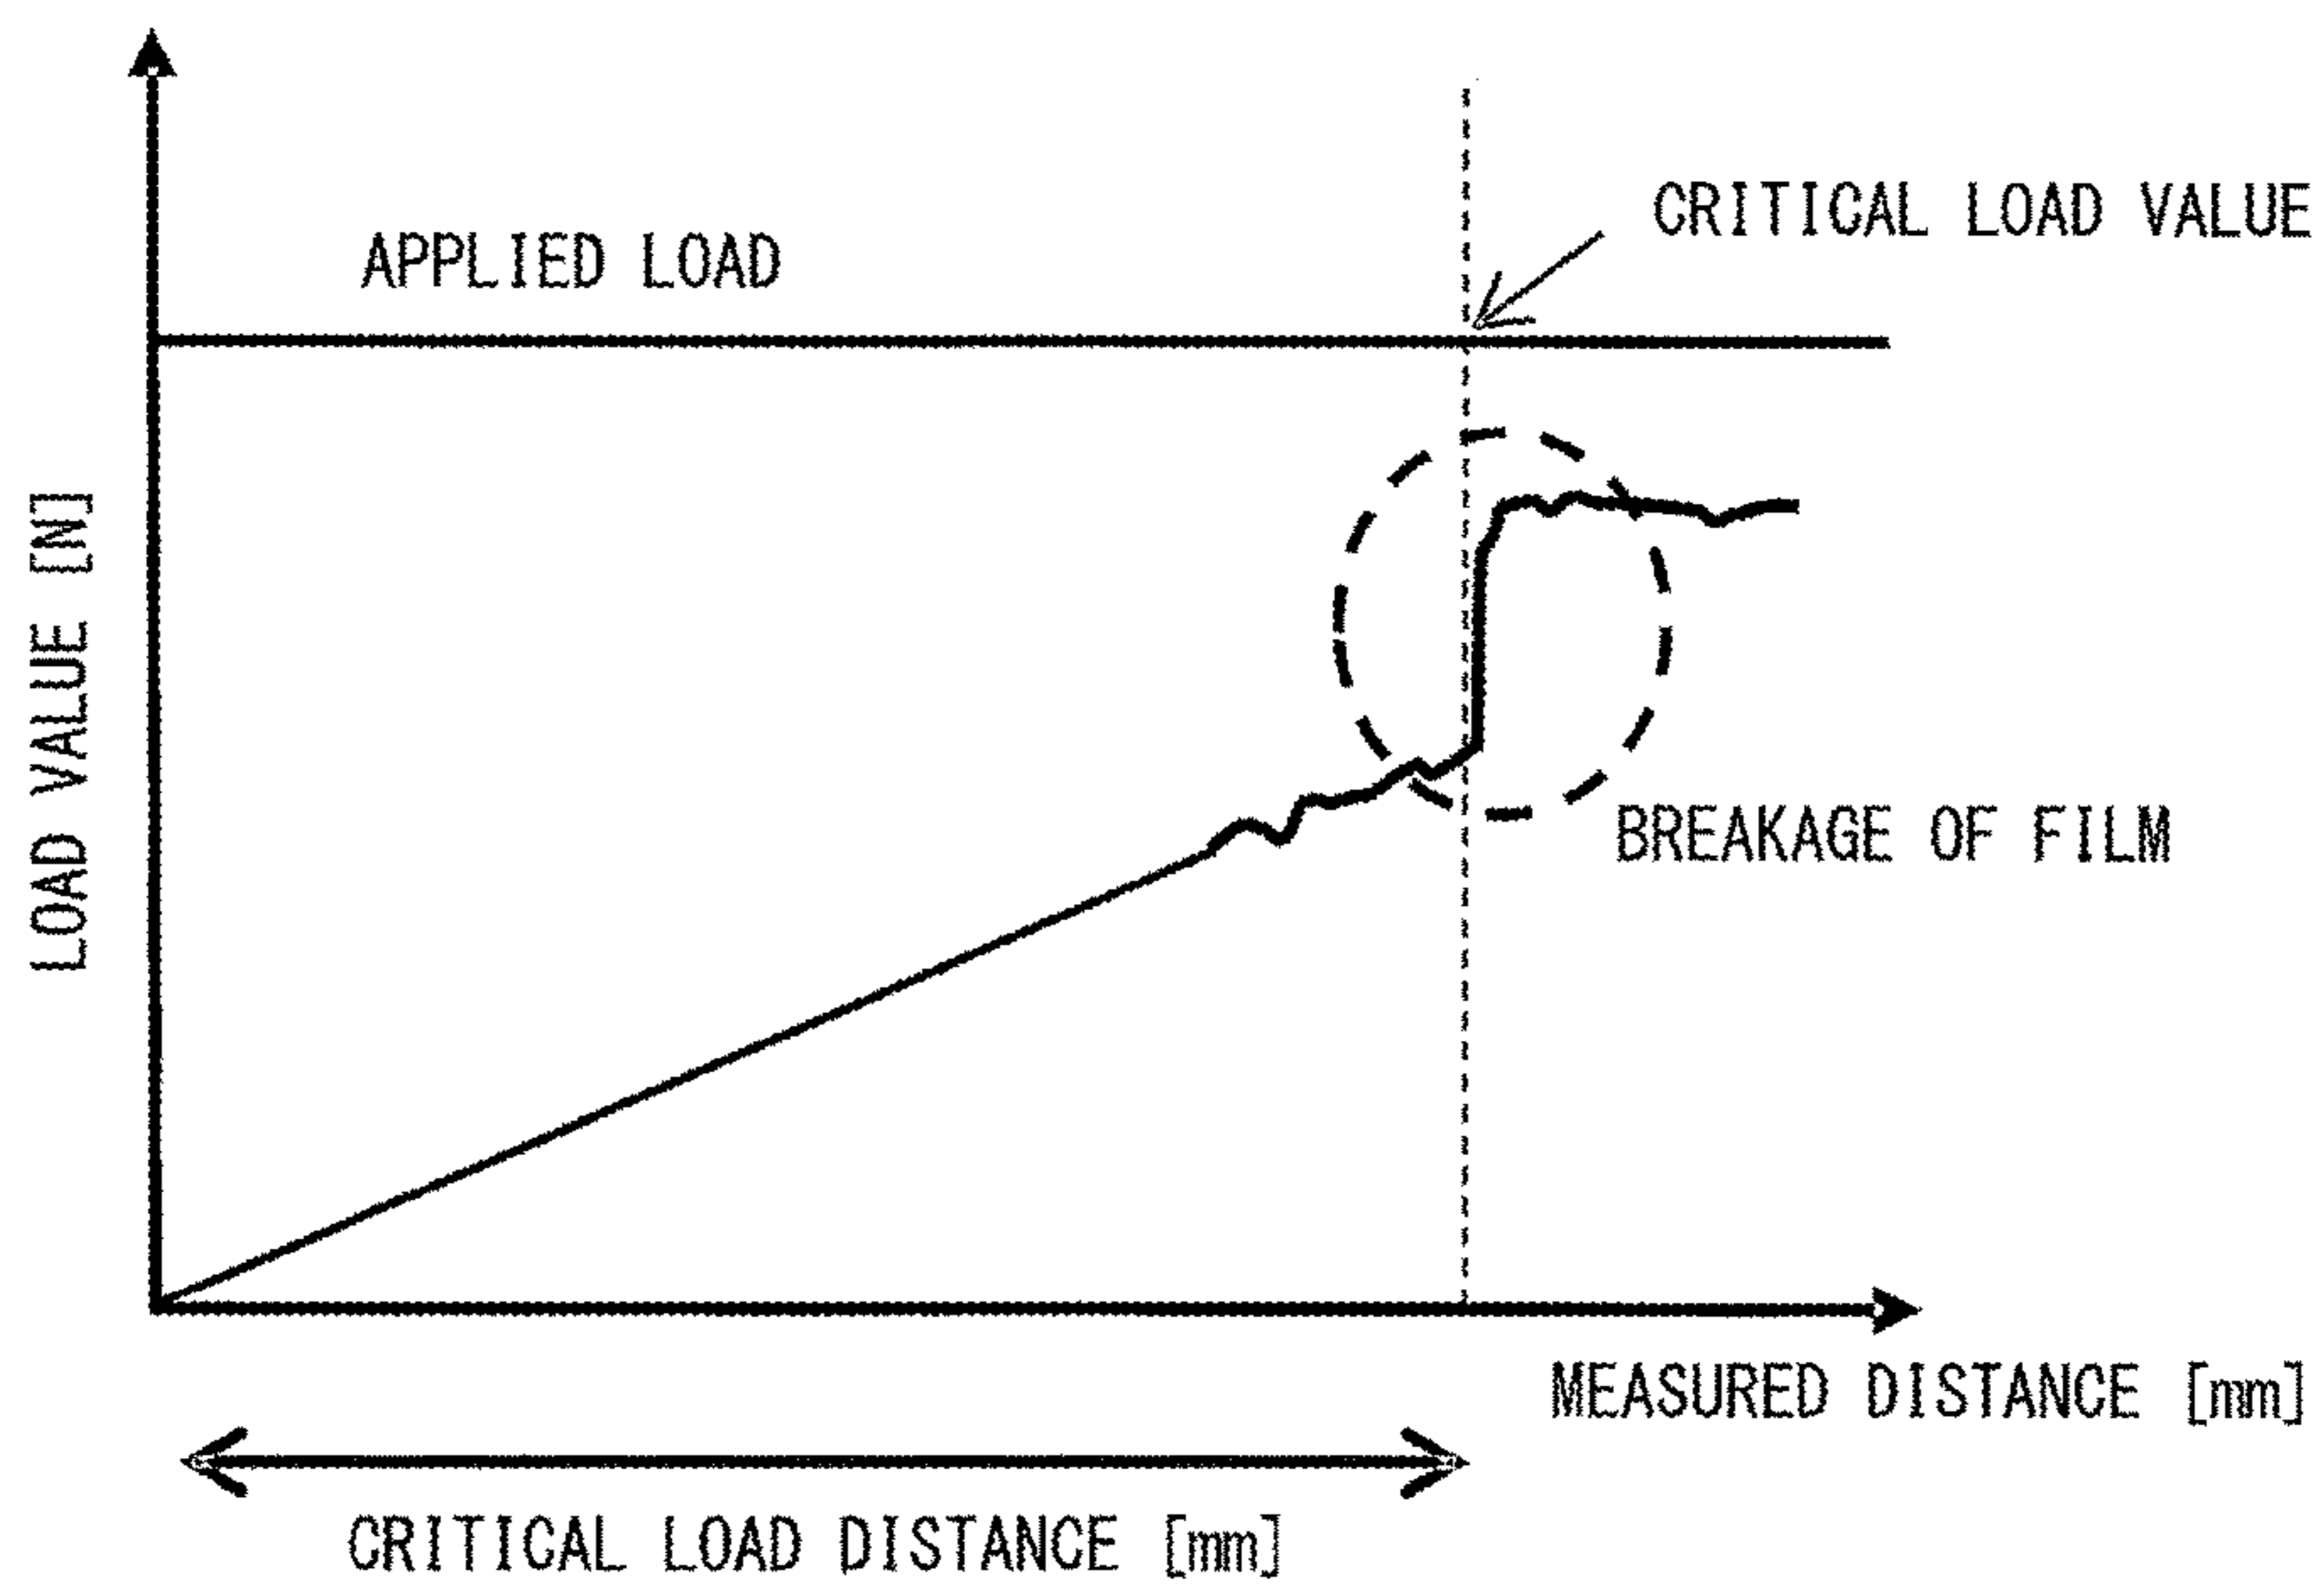 CRITICAL LOAD VALUE
APPLIED LOAD
LOAD VALUE [N]
BREAKAGE OF FILM
MEASURED DISTANCE [mm]
CRITICAL LOAD DISTANCE [mm]